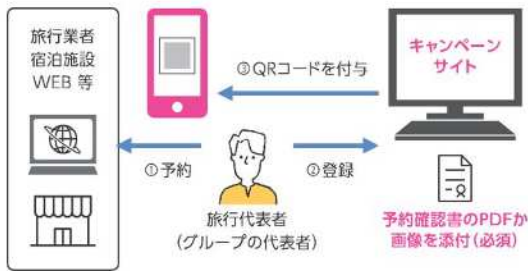 旅行業者
宿泊施設
WEB 等
③QRコードを付与
キャンペーン
サイト
①予約
②登録
旅行代表者
(グループの代表者)
予約確認書のPDFか
画像を添付(必須)